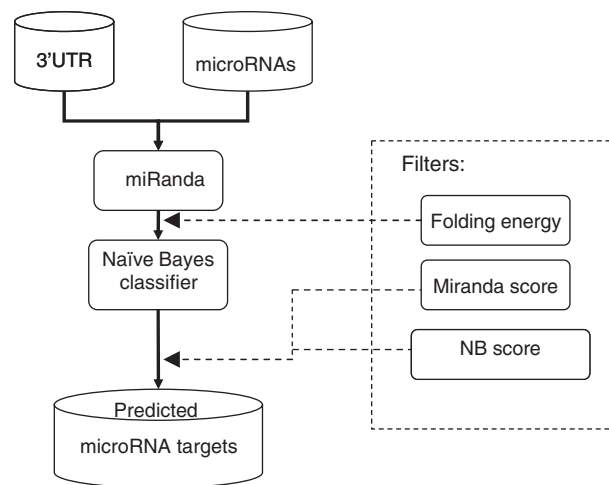 3'UTR
microRNAs
miRanda
Filters:
Folding energy
Naïve Bayes
classifier
Miranda score
NB score
Predicted
microRNA targets